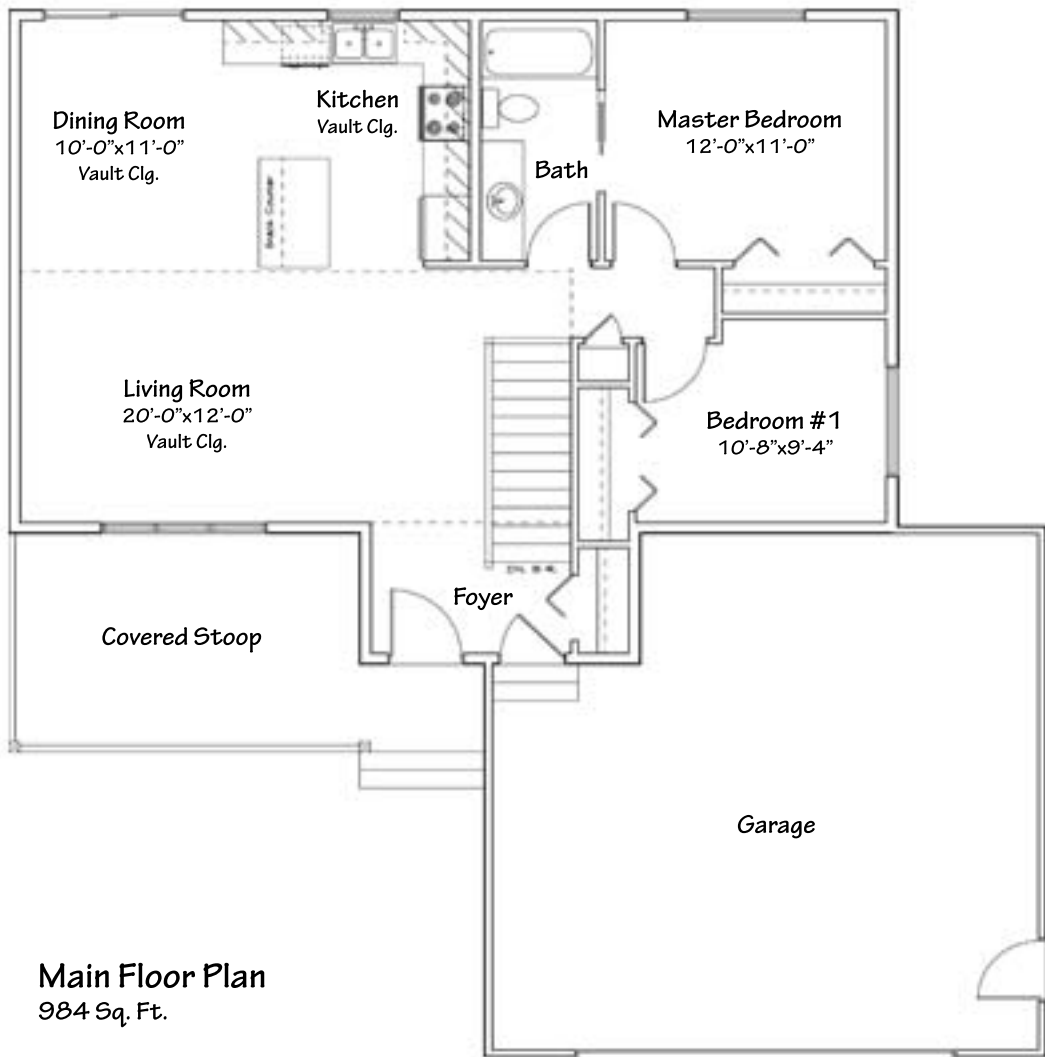 Dining Room
10'-0"x11'-0"
Vault Clg.
Kitchen
Vault Clg.
Snack Counter
Bath
Master Bedroom
12'-0"x11'-0"
Living Room
20'-0"x12'-0"
Vault Clg.
Bedroom #1
10'-8"x9'-4"
Foyer
Covered Stoop
Garage
Main Floor Plan
984 Sq. Ft.